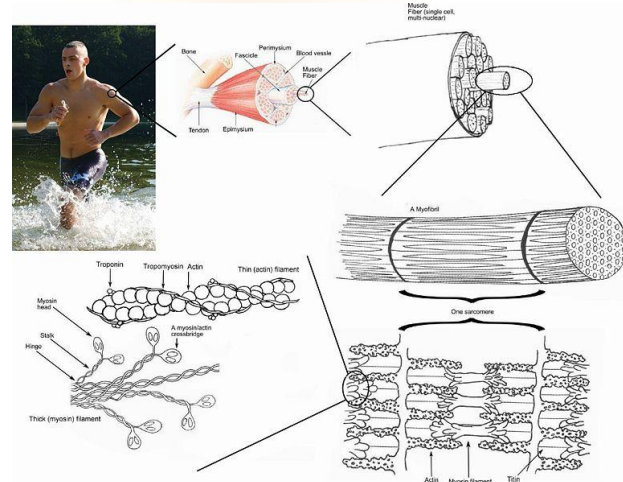 Muscle
Fiber (single cell,
multi-nuclear)
Perimysium
Fascicle
Blood vessle
Bone
Muscle
Fiber
Tendon
Epimysium
A Myofibril
One sarcomere
Troponin
Tropomyosin
Actin
Thin (actin) filament
Myosin
head
Stalk
Hinge
A myosin/actin
crossbridge
Thick (myosin) filament
Actin
Myosin filament
Titin